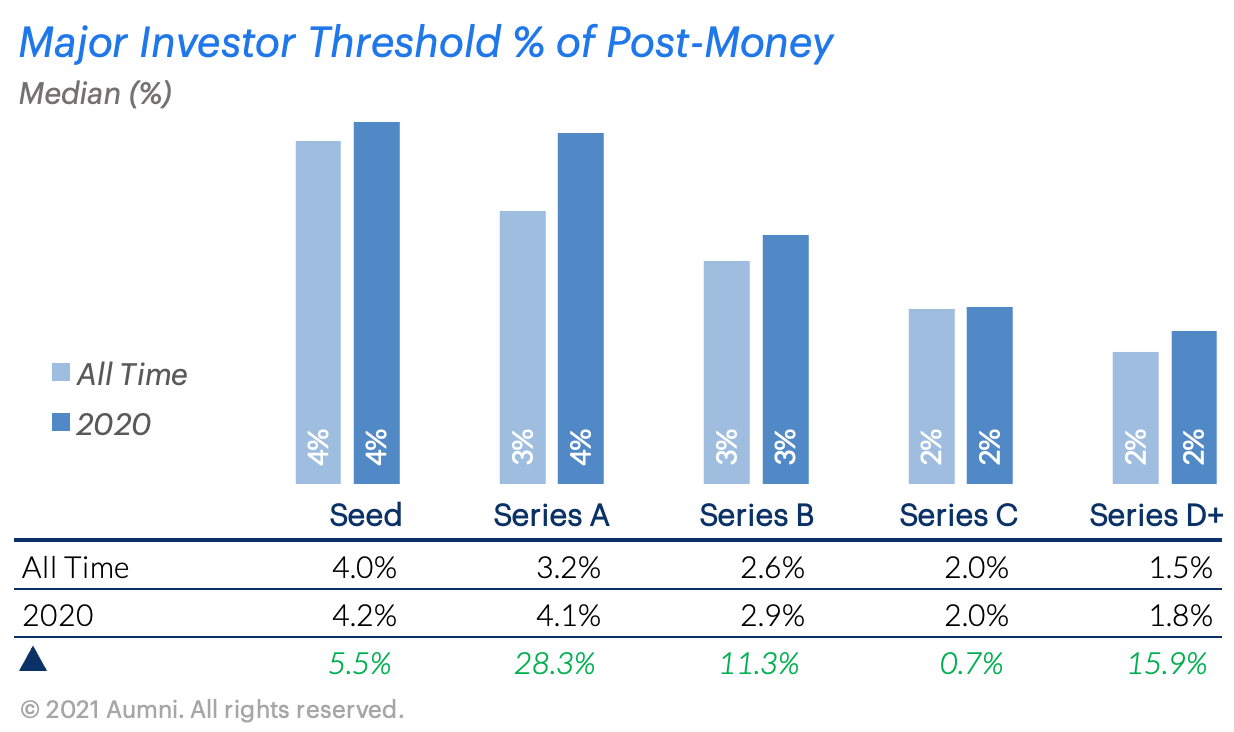 Major Investor Threshold % of Post-Money
Median (%)
All Time
2020
4% 4% 3% 4% 3% 3% 2% 2% 2% 2%
Seed Series A Series B Series C Series D+
All Time 4.0% 3.2% 2.6% 2.0% 1.5%
2020 4.2% 4.1% 2.9% 2.0% 1.8%
▲ 5.5% 28.3% 11.3% 0.7% 15.9%
© 2021 Aumni. All rights reserved.